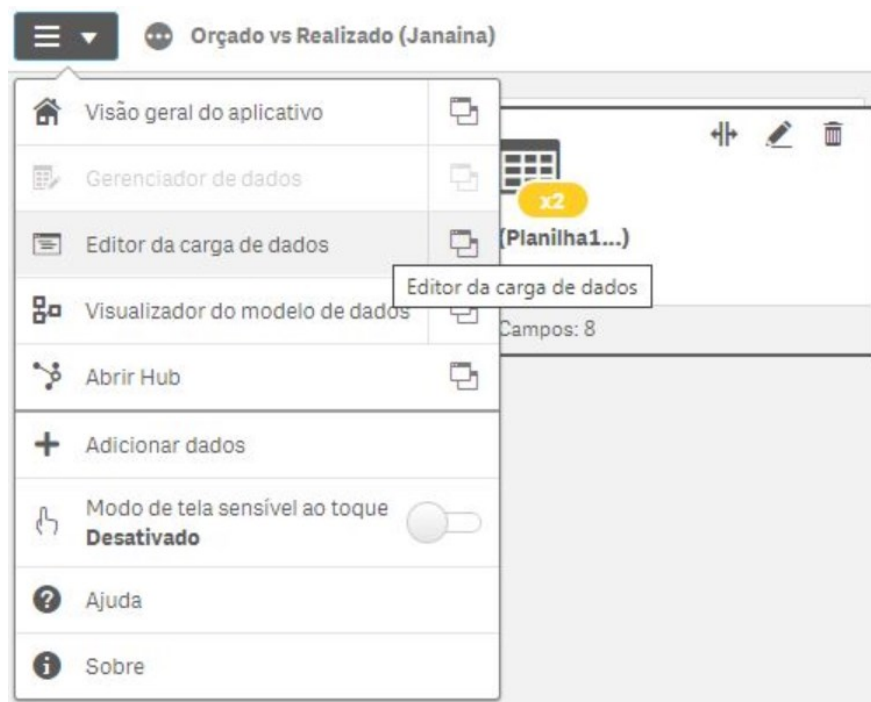 Orçado vs Realizado (Janaina)
Visão geral do aplicativo
Gerenciador de dados
x2
Editor da carga de dados
(Planilha1...)
Editor da carga de dados
Visualizador do modelo de dados
Campos: 8
Abrir Hub
Adicionar dados
Modo de tela sensível ao toque
Desativado
Ajuda
Sobre